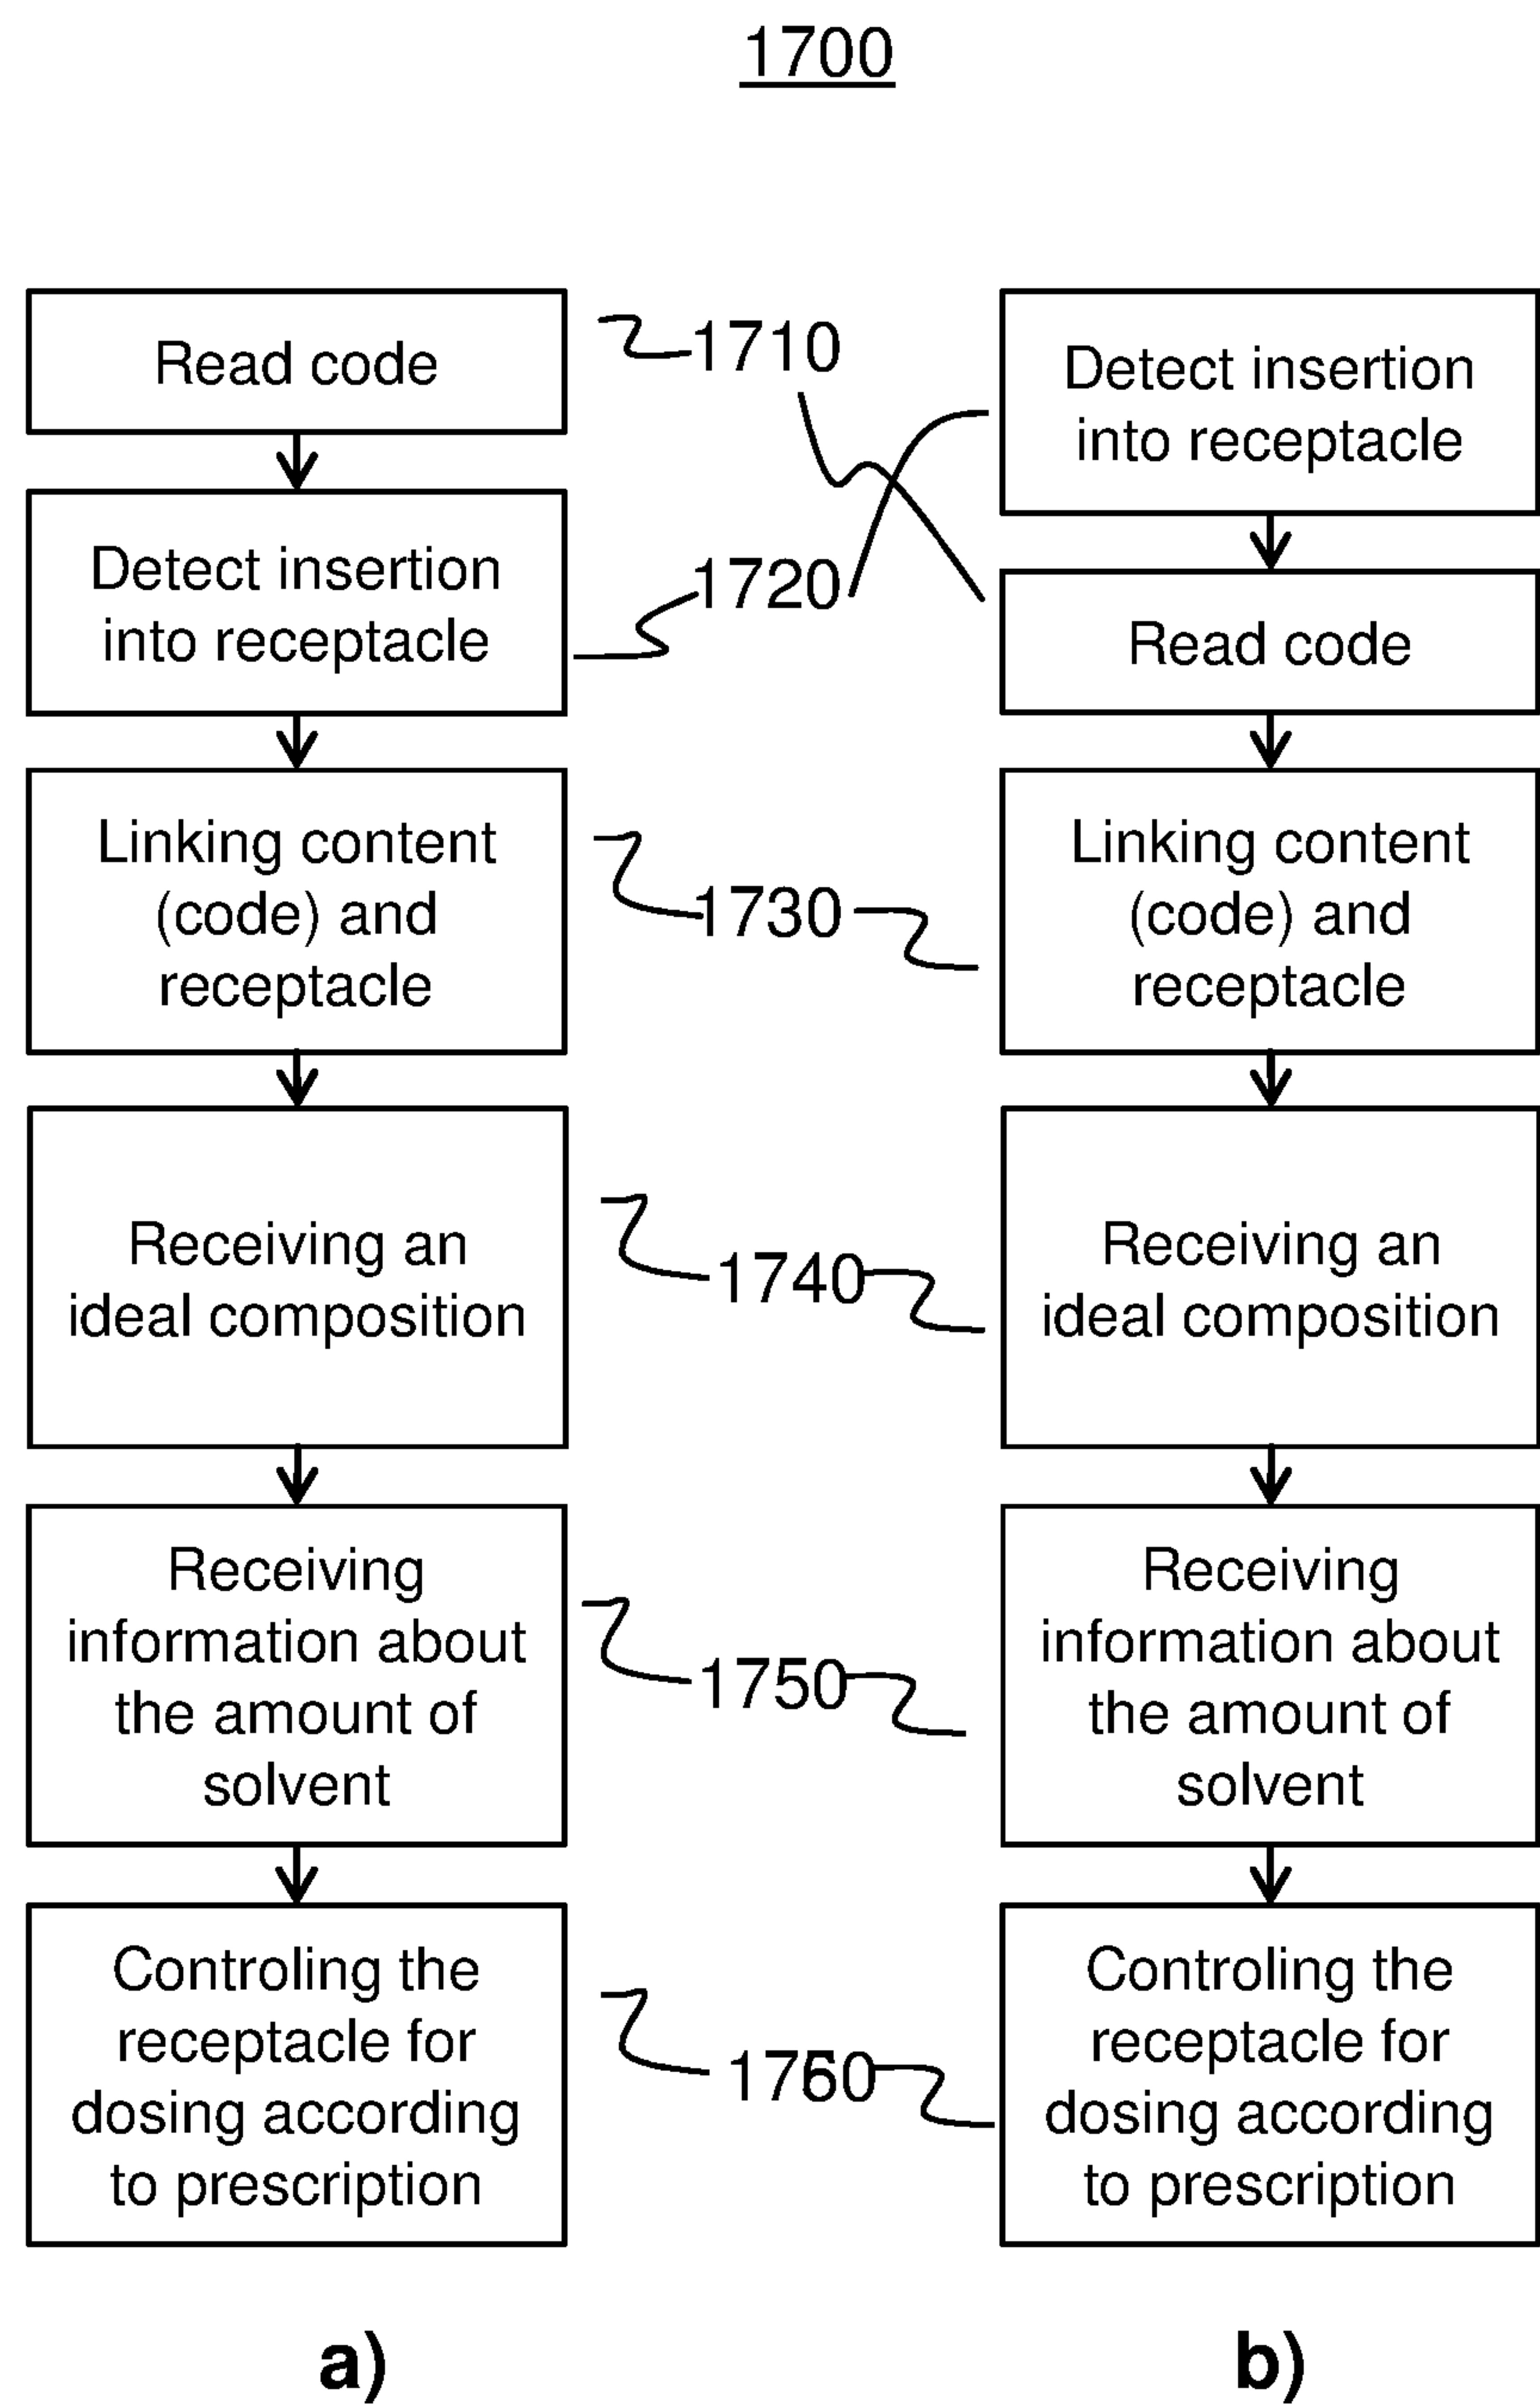 1700
Read code
Detect insertion
into receptacle
Linking content
(code) and
receptacle
Receiving an
ideal composition
Receiving
information about
the amount of
solvent
Controling the
receptacle for
dosing according
to prescription
a)
1710
1720
1730
1740
1750
Detect insertion
into receptacle
Read code
Linking content
(code) and
receptacle
Receiving an
ideal composition
Receiving
information about
the amount of
solvent
Controling the
receptacle for
dosing according
to prescription
b)